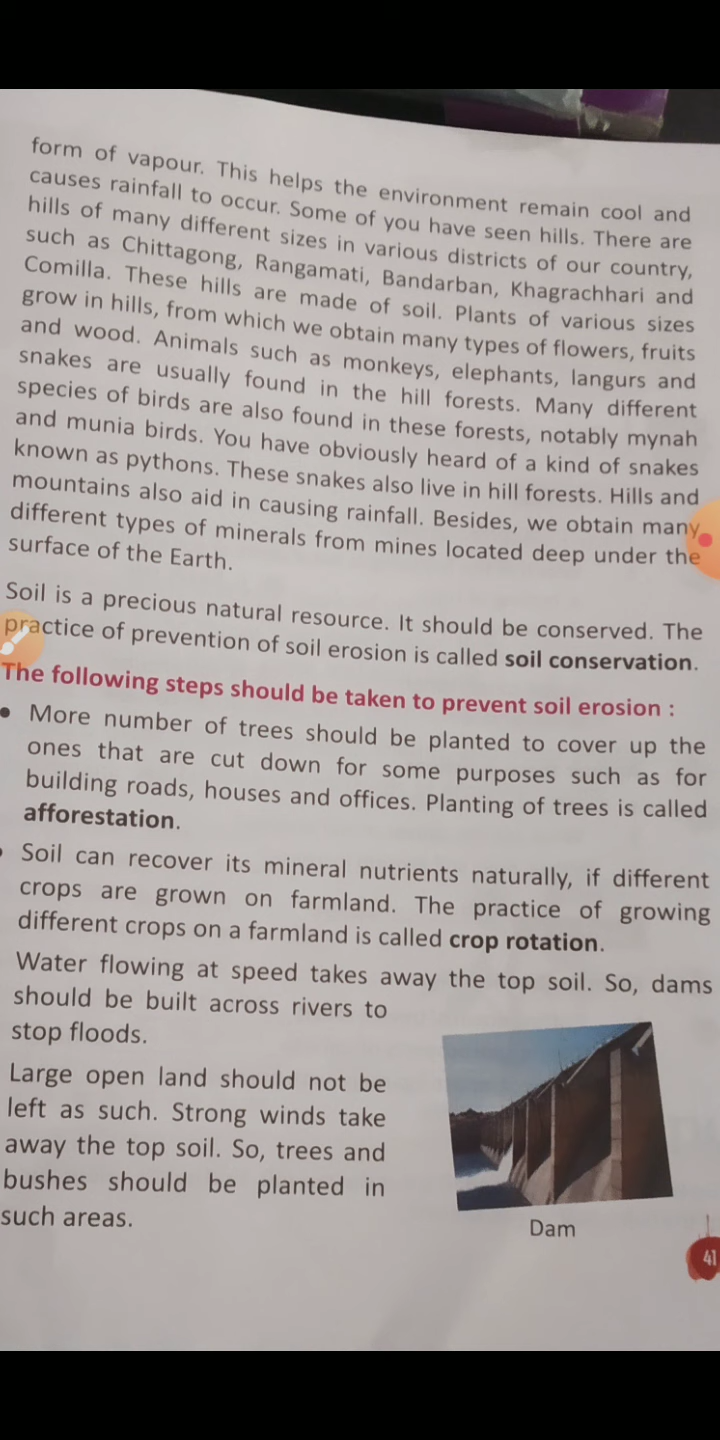 form of vapour. This helps the environment remain cool and
causes rainfall to occur. Some of you have seen hills. There are
hills of many different sizes in various districts of our country,
such as Chittagong, Rangamati, Bandarban, Khagrachhari and
Comilla. These hills are made of soil. Plants of various sizes
grow in hills, from which we obtain many types of flowers, fruits
and wood. Animals such as monkeys, elephants, langurs and
snakes are usually found in the hill forests. Many different
species of birds are also found in these forests, notably mynah
and munia birds. You have obviously heard of a kind of snakes
known as pythons. These snakes also live in hill forests. Hills and
mountains also aid in causing rainfall. Besides, we obtain many
different types of minerals from mines located deep under the
surface of the Earth.
Soil is a precious natural resource. It should be conserved. The
practice of prevention of soil erosion is called soil conservation.
The following steps should be taken to prevent soil erosion :
• More number of trees should be planted to cover up the
ones that are cut down for some purposes such as for
building roads, houses and offices. Planting of trees is called
afforestation.
• Soil can recover its mineral nutrients naturally, if different
crops are grown on farmland. The practice of growing
different crops on a farmland is called crop rotation.
Water flowing at speed takes away the top soil. So, dams
should be built across rivers to
stop floods.
Large open land should not be
left as such. Strong winds take
away the top soil. So, trees and
bushes should be planted in
such areas.
Dam
41